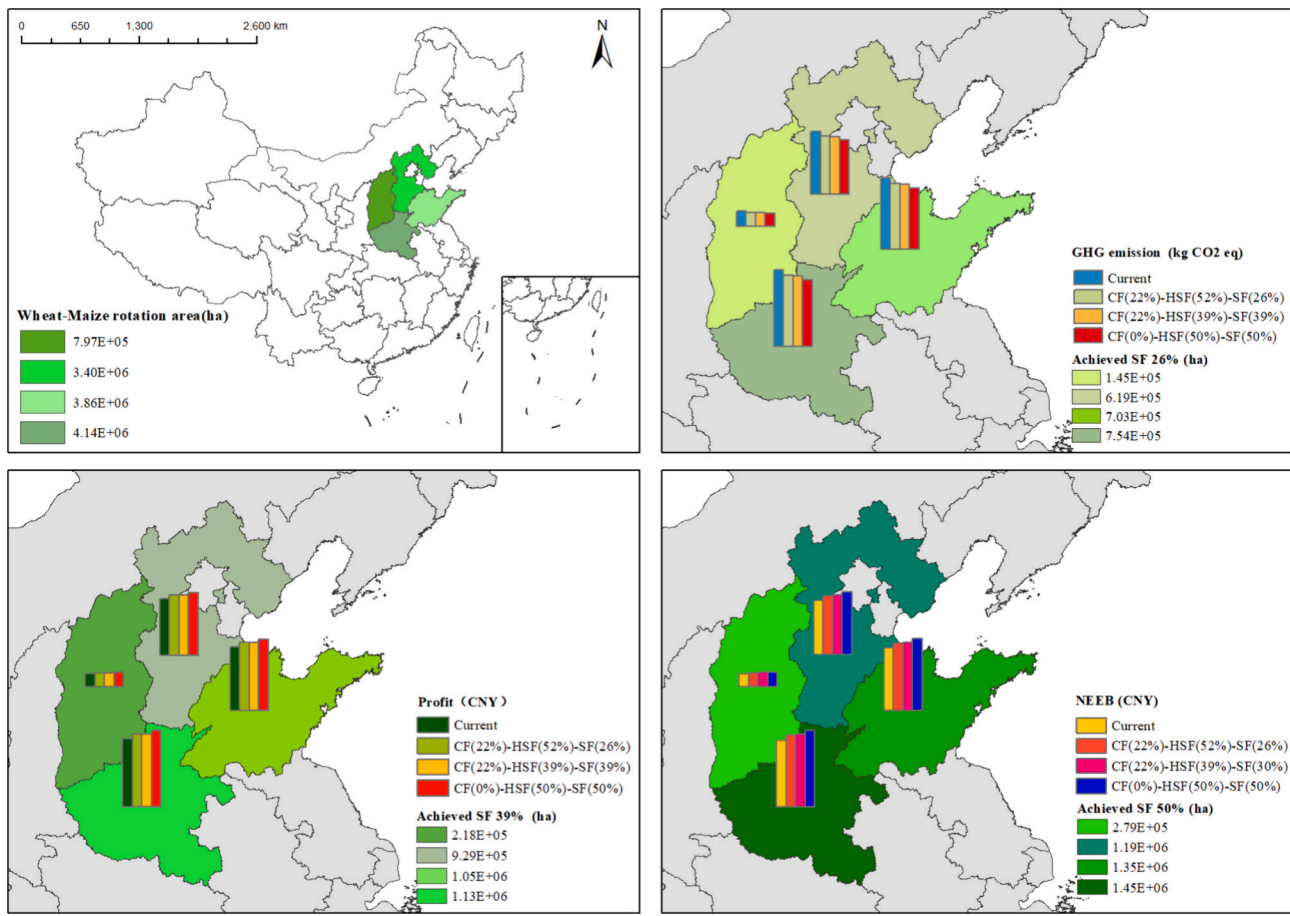 0 650 1,300 2,600 km
N
Wheat-Maize rotation area(ha)
7.97E+05
3.40E+06
3.86E+06
4.14E+06
GHG emission (kg CO2 eq)
Current
CF(22%)-HSF(52%)-SF(26%)
CF(22%)-HSF(39%)-SF(39%)
CF(0%)-HSF(50%)-SF(50%)
Achieved SF 26% (ha)
1.45E+05
6.19E+05
7.03E+05
7.54E+05
Profit（CNY）
Current
CF(22%)-HSF(52%)-SF(26%)
CF(22%)-HSF(39%)-SF(39%)
CF(0%)-HSF(50%)-SF(50%)
Achieved SF 39% (ha)
2.18E+05
9.29E+05
1.05E+06
1.13E+06
NEEB (CNY)
Current
CF(22%)-HSF(52%)-SF(26%)
CF(22%)-HSF(39%)-SF(30%)
CF(0%)-HSF(50%)-SF(50%)
Achieved SF 50% (ha)
2.79E+05
1.19E+06
1.35E+06
1.45E+06